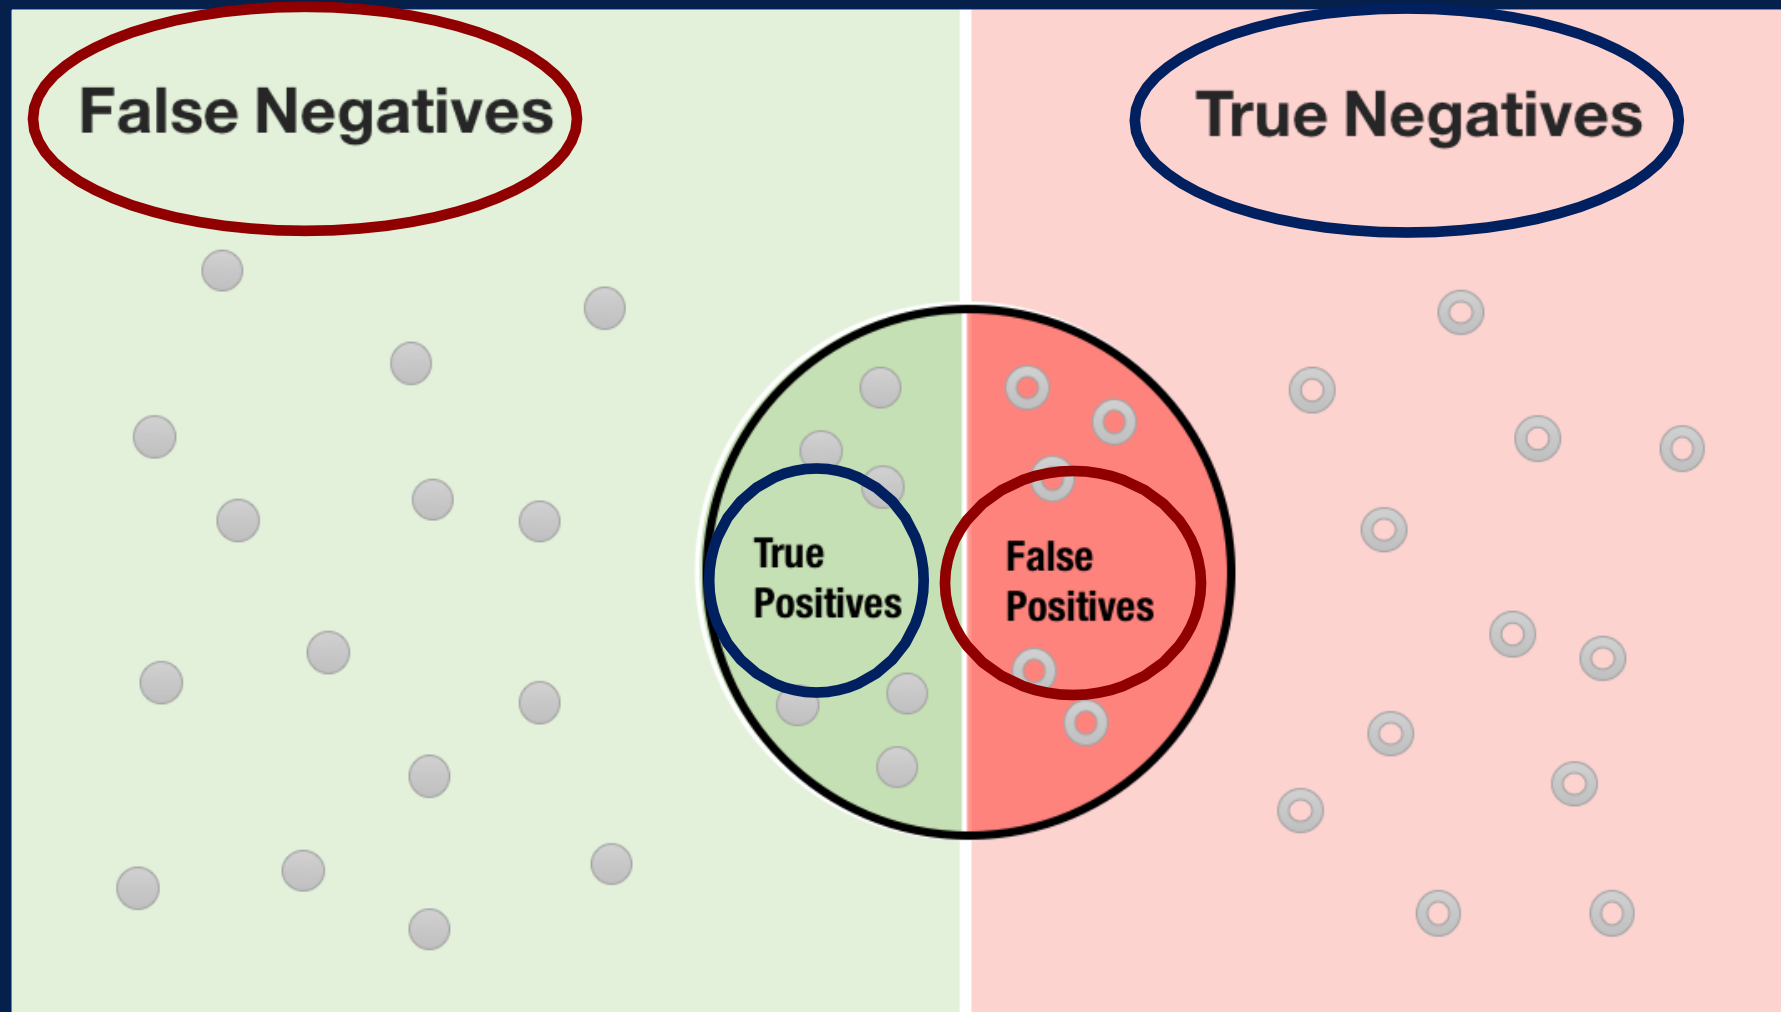 False Negatives
True Negatives
True
Positives
False
Positives